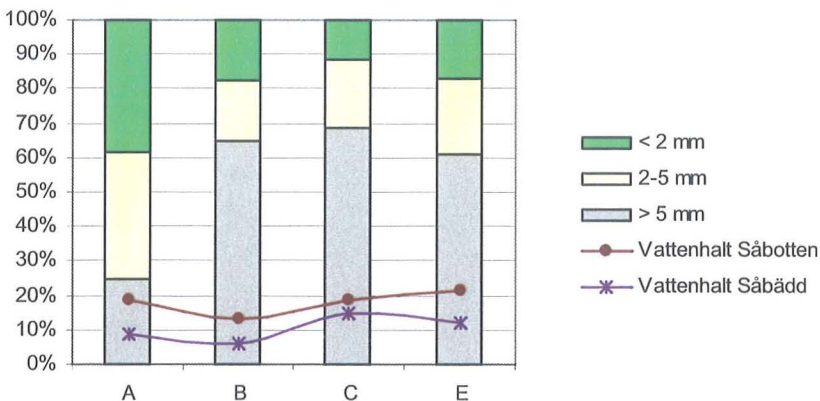 100%
90%
80%
70%
60%
50%
40%
30%
20%
10%
0%
A B C E
< 2 mm
2-5 mm
> 5 mm
Vattenhalt Såbotten
Vattenhalt Såbädd